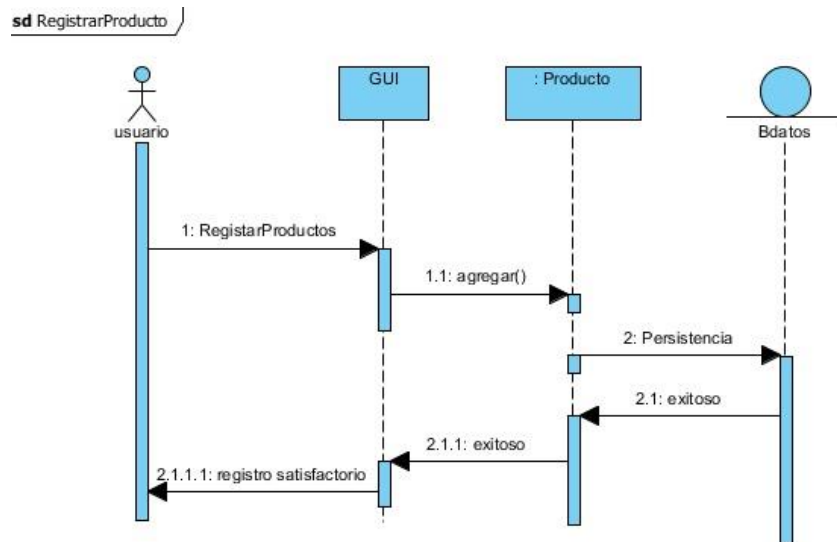 sd RegistrarProducto
usuario
GUI
: Producto
Bdatos
1: RegistarProductos
1.1: agregar()
2: Persistencia
2.1: exitoso
2.1.1: exitoso
2.1.1.1: registro satisfactorio